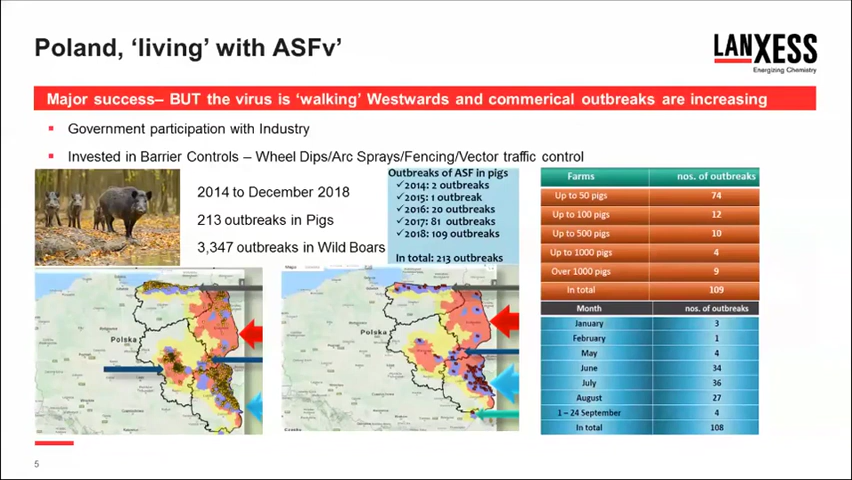 Poland, ‘living’ with ASFv’
LANXESS
Energizing Chemistry
Major success– BUT the virus is ‘walking’ Westwards and commerical outbreaks are increasing
Government participation with Industry
Invested in Barrier Controls – Wheel Dips/Arc Sprays/Fencing/Vector traffic control
2014 to December 2018
213 outbreaks in Pigs
3,347 outbreaks in Wild Boars
Outbreaks of ASF in pigs
✓2014: 2 outbreaks
✓2015: 1 outbreak
✓2016: 20 outbreaks
✓2017: 81 outbreaks
✓2018: 109 outbreaks
In total: 213 outbreaks
Farms nos. of outbreaks
Up to 50 pigs 74
Up to 100 pigs 12
Up to 500 pigs 10
Up to 1000 pigs 4
Over 1000 pigs 9
In total 109
Month nos. of outbreaks
January 3
February 1
May 4
June 34
July 36
August 27
1 – 24 September 4
In total 108
Polska
Polska
5